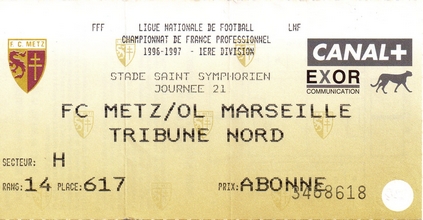 FFF LIGUE NATIONALE DE FOOTBALL LNF
CHAMPIONNAT DE FRANCE PROFESSIONNEL
1996-1997 - 1ERE DIVISION
F C METZ
CANAL+
EXOR
COMMUNICATION
STADE SAINT SYMPHORIEN
JOURNEE 21
FC METZ/OL MARSEILLE
TRIBUNE NORD
SECTEUR: H
RANG: 14 PLACE: 617 PRIX: ABONNE
3468618